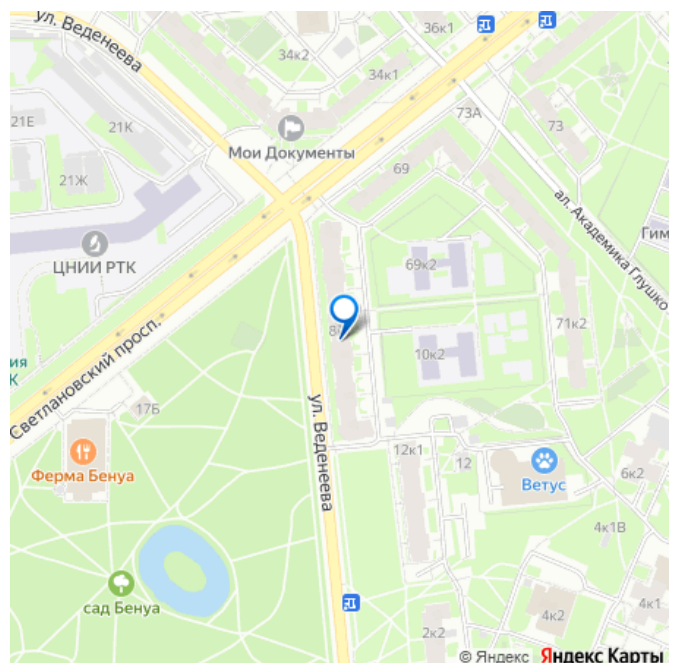 ул. Веденеева
36к1
34к2
34к1
73А
73
21Е
21К
Мои Документы
69
21Ж
ал. Академика Глушко
Гим
ЦНИИ РТК
69к2
8
71к2
10к2
ия
К
Светлановский просп.
17Б
ул. Веденеева
12к1
12
Ферма Бенуа
Ветус
6к2
4к1В
сад Бенуа
4к2
4к1
2к2
© Яндекс Яндекс Карты